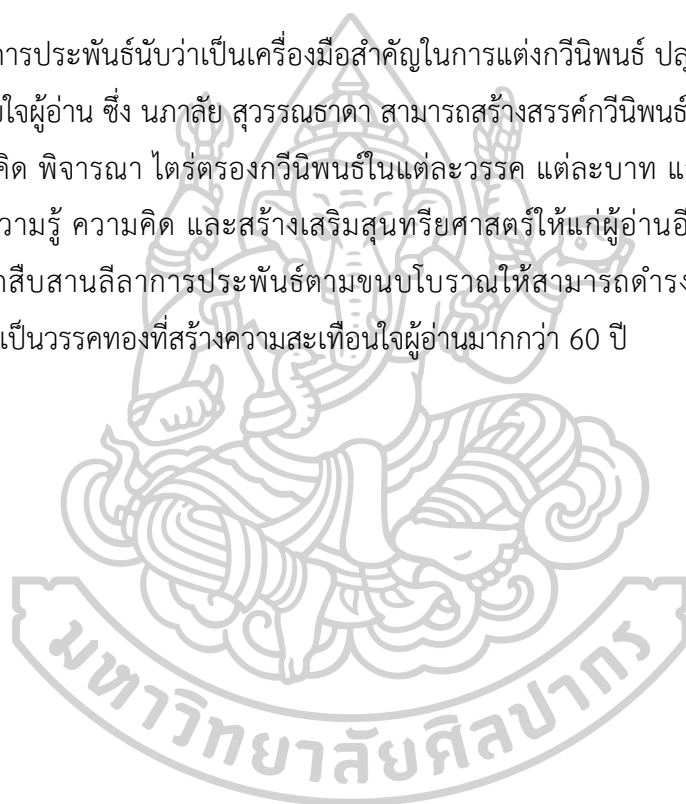 การประพันธ์นับว่าเป็นเครื่องมือสำคัญในการแต่งกวีนิพนธ์
ใจผู้อ่าน ซึ่ง นภาลัย สุวรรณธาดา สามารถสร้างสรรค์กวีนิพนธ์
คิด พิจารณา ไตร่ตรองกวีนิพนธ์ในแต่ละวรรค แต่ละบาท
ความรู้ ความคิด และสร้างเสริมสุนทรียศาสตร์ให้แก่ผู้อ่าน
สืบสานลีลาการประพันธ์ตามขนบโบราณให้สามารถดำรง
เป็นวรรคทองที่สร้างความสะเทือนใจผู้อ่านมากกว่า 60 ปี
มหาวิทยาลัยศิลปากร